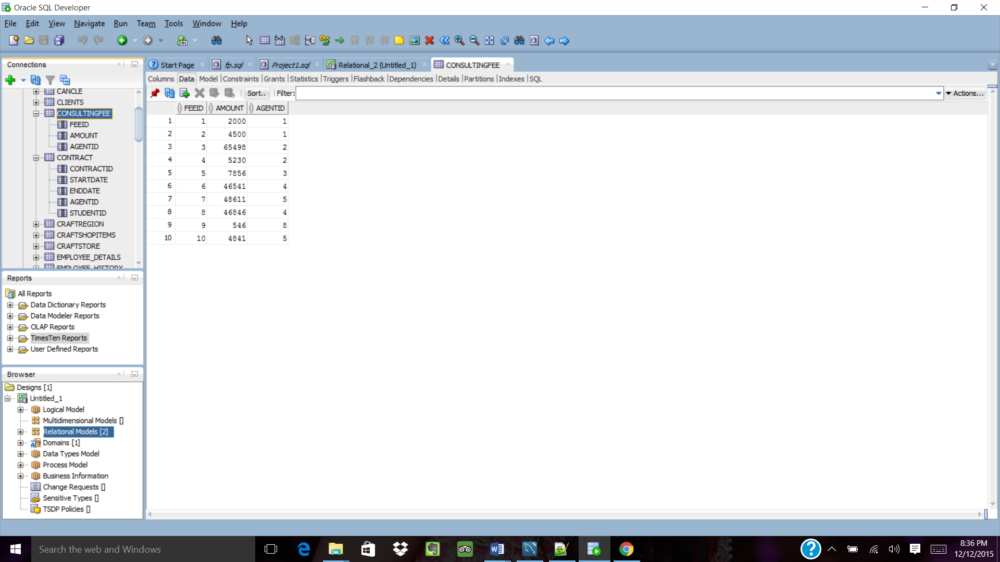 Oracle SQL Developer
File Edit View Navigate Run Team Tools Window Help
Connections
CANCLE
CLIENTS
CONSULTINGFEE
FEEID
AMOUNT
AGENTID
CONTRACT
CONTRACTID
STARTDATE
ENDDATE
AGENTID
STUDENTID
CRAFTREGION
CRAFTSHOPITEMS
CRAFTSTORE
EMPLOYEE_DETAILS
EMPLOYEE_HISTORY
Reports
All Reports
Data Dictionary Reports
Data Modeler Reports
OLAP Reports
TimesTen Reports
User Defined Reports
Browser
Designs [1]
Untitled_1
Logical Model
Multidimensional Models []
Relational Models [2]
Domains [1]
Data Types Model
Process Model
Business Information
Change Requests []
Sensitive Types []
TSDP Policies []
Start Page fp.sql Project1.sql Relational_2 (Untitled_1) CONSULTINGFEE
Columns Data Model Constraints Grants Statistics Triggers Flashback Dependencies Details Partitions Indexes SQL
Sort.. Filter: Actions...
FEEID AMOUNT AGENTID
1 1 2000 1
2 2 4500 1
3 3 65498 2
4 4 5230 2
5 5 7856 3
6 6 46541 4
7 7 48611 5
8 8 46846 4
9 9 546 8
10 10 4841 5
Search the web and Windows
8:36 PM
12/12/2015